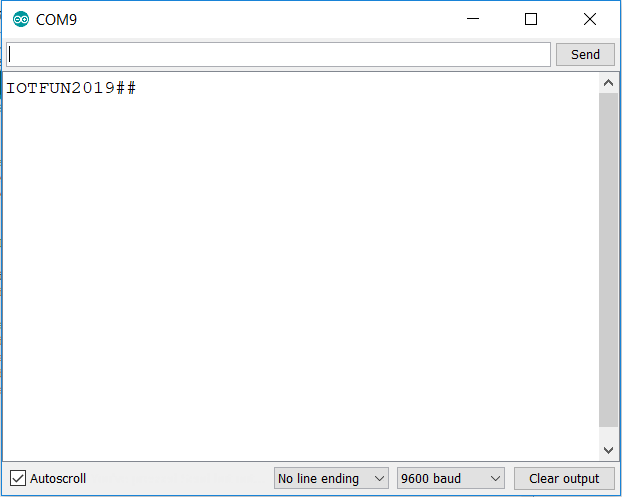 COM9
Send
IOTFUN2019##
Autoscroll
No line ending
9600 baud
Clear output